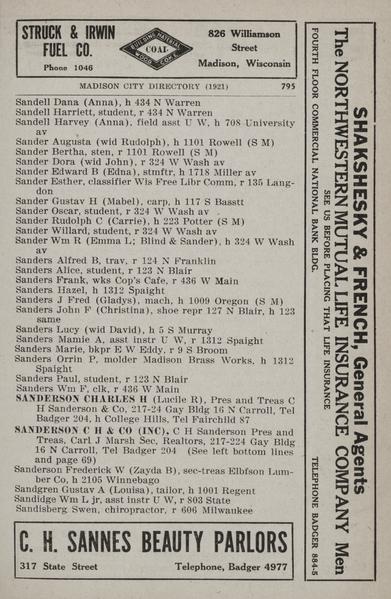 STRUCK & IRWIN
FUEL CO.
Phone 1046
BUILDING MATERIAL
COAL
WOOD COKE
826 Williamson
Street
Madison, Wisconsin
MADISON CITY DIRECTORY (1921) 795
Sandell Dana (Anna), h 434 N Warren
Sandell Harriett, student, r 434 N Warren
Sandell Harvey (Anna), field asst U W, h 708 University
av
Sander Augusta (wid Rudolph), h 1101 Rowell (S M)
Sander Bertha, sten, r 1101 Rowell (S M)
Sander Dora (wid John), r 324 W Wash av
Sander Edward B (Edna), stmftr, h 1718 Miller av
Sander Esther, classifier Wis Free Libr Comm, r 135 Lang-
don
Sander Gustav H (Mabel), carp, h 117 S Basstt
Sander Oscar, student, r 324 W Wash av
Sander Rudolph C (Carrie), h 223 Potter (S M)
Sander Willard, student, r 324 W Wash av
Sander Wm R (Emma L; Blind & Sander), h 324 W Wash
av
Sanders Alfred B, trav, r 124 N Franklin
Sanders Alice, student, r 123 N Blair
Sanders Frank, wks Cop's Cafe, r 436 W Main
Sanders Hazel, h 1312 Spaight
Sanders J Fred (Gladys), mach, h 1009 Oregon (S M)
Sanders John F (Christina), shoe repr 127 N Blair, h 123
same
Sanders Lucy (wid David), h 5 S Murray
Sanders Mamie A, asst instr U W, r 1312 Spaight
Sanders Marie, bkpr E W Eddy, r 9 S Broom
Sanders Orrin P, molder Madison Brass Works, h 1312
Spaight
Sanders Paul, student, r 123 N Blair
Sanders Wm F, clk, r 436 W Main
SANDERSON CHARLES H (Lucile R), Pres and Treas C
H Sanderson & Co, 217-24 Gay Bldg 16 N Carroll, Tel
Badger 204, h College Hills, Tel Fairchild 87
SANDERSON C H & CO (INC), C H Sanderson Pres and
Treas, Carl J Marsh Sec, Realtors, 217-224 Gay Bldg
16 N Carroll, Tel Badger 204 (See left bottom lines
and page 69)
Sanderson Frederick W (Zayda B), sec-treas Elbfson Lum-
ber Co, h 2105 Winnebago
Sandgren Gustav A (Louisa), tailor, h 1001 Regent
Sandidge Wm L jr, asst instr U W, r 803 State
Sandisberg Swen, chiropractor, r 606 Milwaukee
C. H. SANNES BEAUTY PARLORS
317 State Street Telephone, Badger 4977
SHAKSHESKY & FRENCH, General Agents
The NORTHWESTERN MUTUAL LIFE INSURANCE COMPANY Men
SEE US BEFORE PLACING THAT LIFE INSURANCE
FOURTH FLOOR COMMERCIAL NATIONAL BANK BLDG. TELEPHONE BADGER 884-5